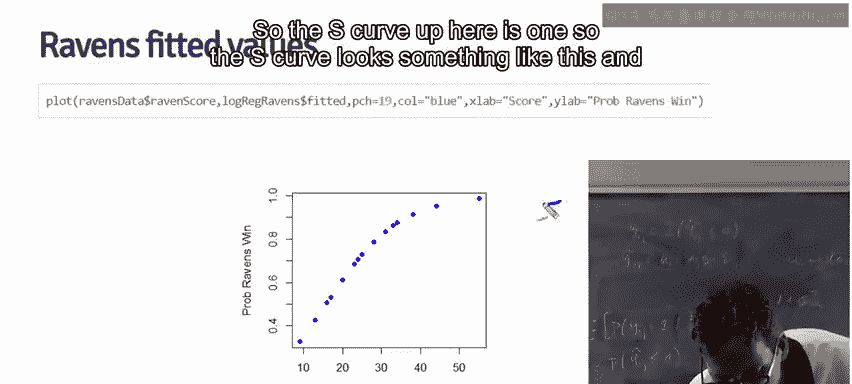 So the S curve up here is one so
Ravens fitted values
the S curve looks something like this and
plot(ravensData$ravenScore,logRegRavens$fitted,pch=19,col="blue",xlab="Score",ylab="Prob Ravens Win")
Prob Ravens Win
1.0
0.8
0.6
0.4
10 20 30 40 50